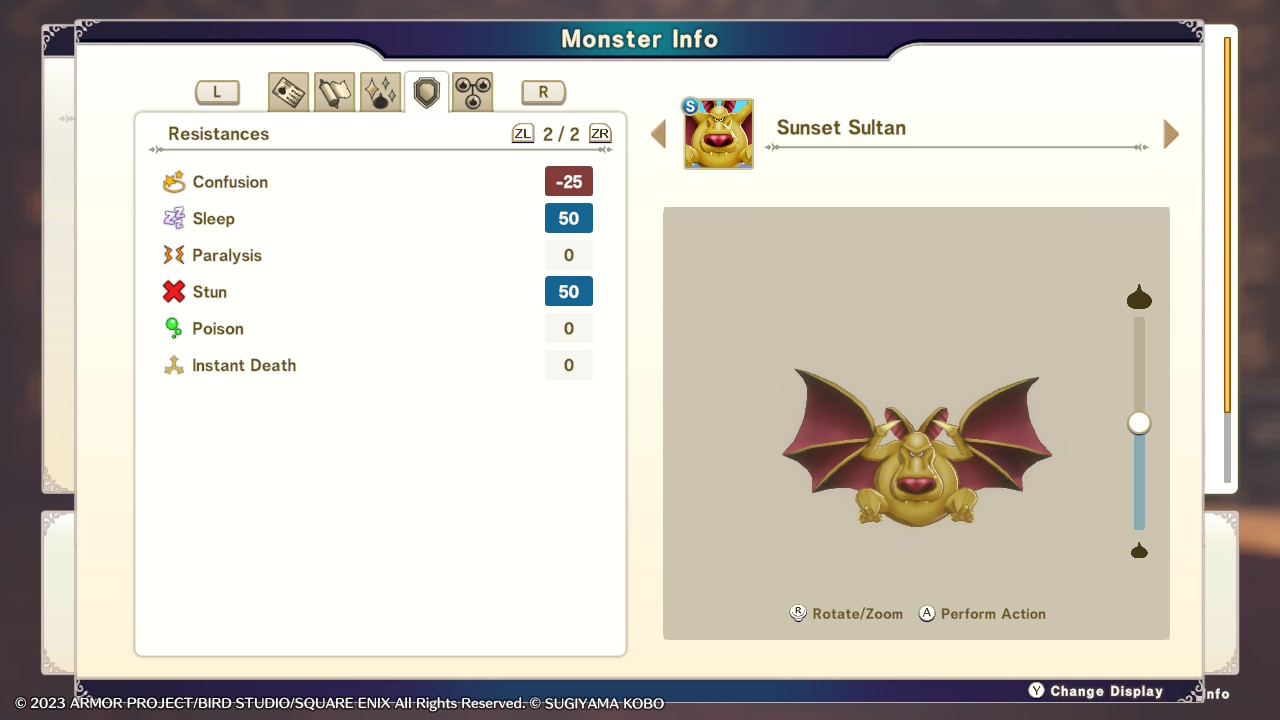 Monster Info
L
R
Resistances
ZL 2 / 2 ZR
Confusion -25
Sleep 50
Paralysis 0
Stun 50
Poison 0
Instant Death 0
S
Sunset Sultan
R Rotate/Zoom A Perform Action
Y Change Display
nfo
© 2023 ARMOR PROJECT/BIRD STUDIO/SQUARE ENIX All Rights Reserved. © SUGIYAMA KOBO